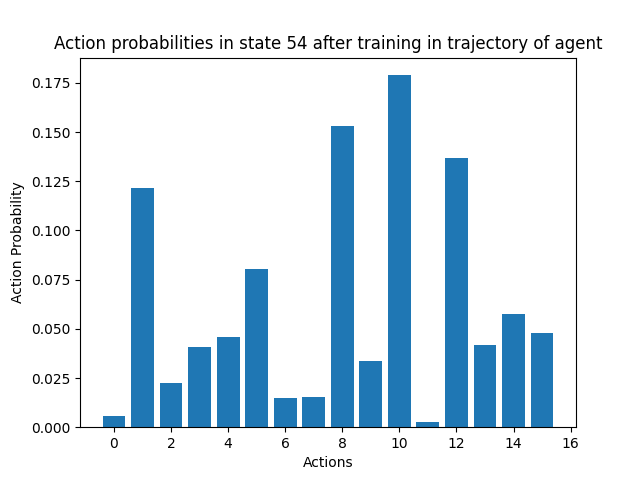 Action probabilities in state 54 after training in trajectory of agent
0.175
0.150
0.125
0.100
0.075
0.050
0.025
0.000
Action Probability
0 2 4 6 8 10 12 14 16
Actions